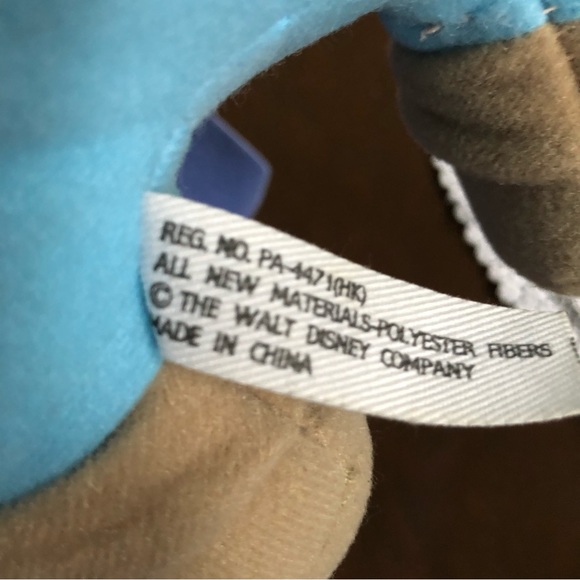 REG. NO. PA-4471(HK)
ALL NEW MATERIALS-POLYESTER FIBERS
© THE WALT DISNEY COMPANY
MADE IN CHINA